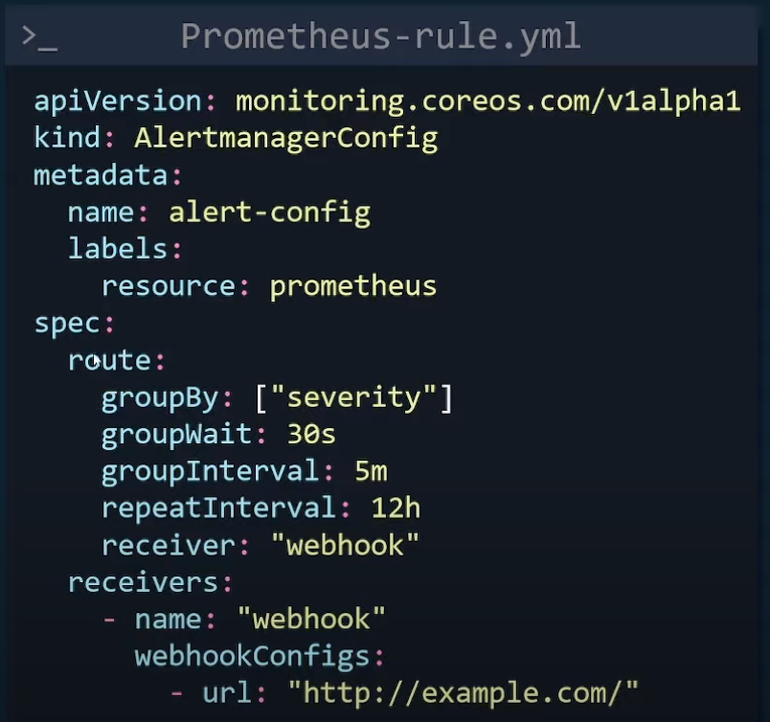 >_ Prometheus-rule.yml
apiVersion: monitoring.coreos.com/v1alpha1
kind: AlertmanagerConfig
metadata:
  name: alert-config
  labels:
    resource: prometheus
spec:
  route:
    groupBy: ["severity"]
    groupWait: 30s
    groupInterval: 5m
    repeatInterval: 12h
    receiver: "webhook"
  receivers:
    - name: "webhook"
      webhookConfigs:
        - url: "http://example.com/"